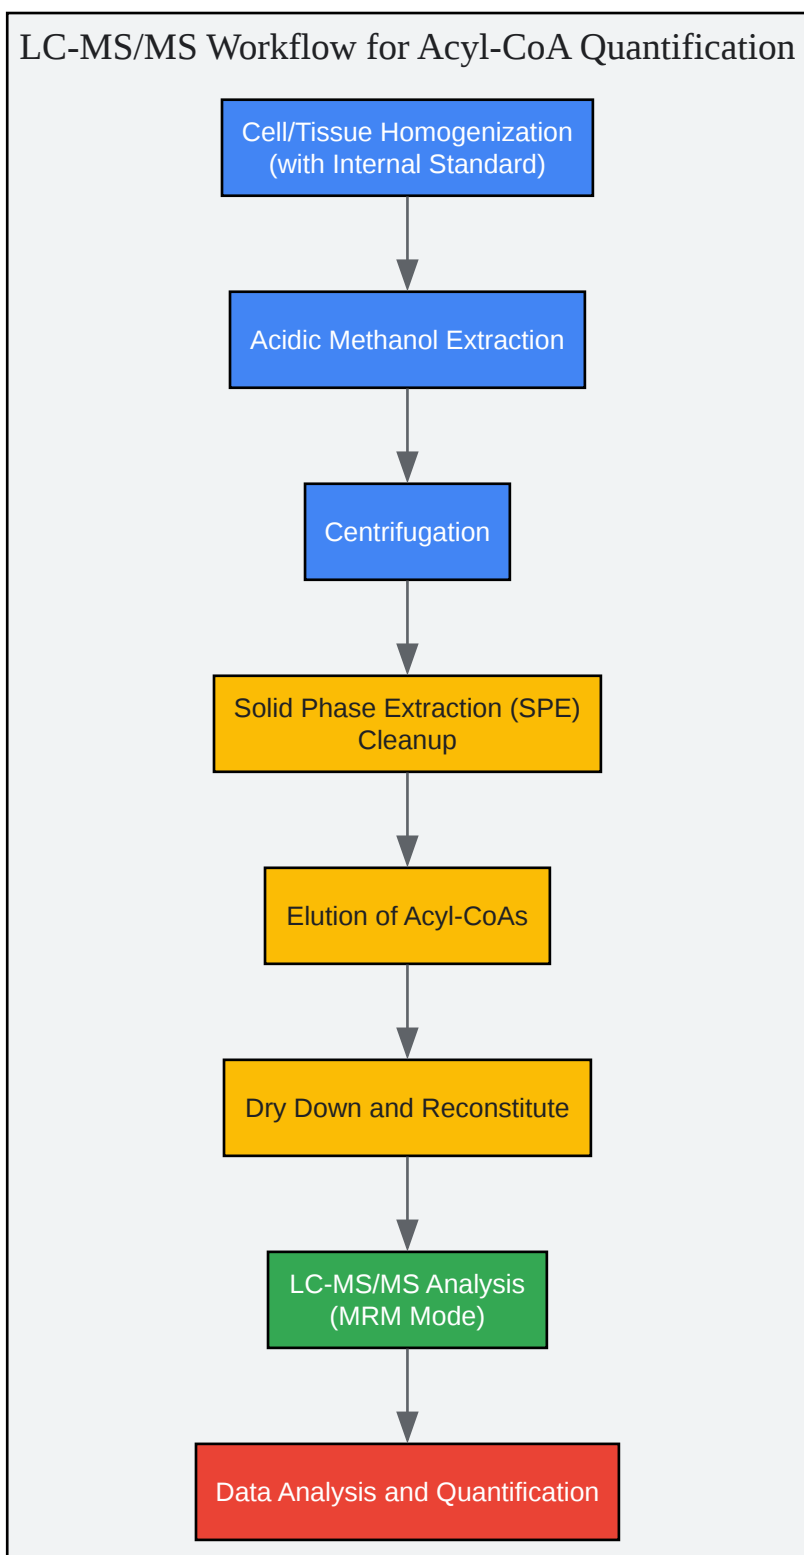 LC-MS/MS Workflow for Acyl-CoA Quantification
Cell/Tissue Homogenization
(with Internal Standard)
Acidic Methanol Extraction
Centrifugation
Solid Phase Extraction (SPE)
Cleanup
Elution of Acyl-CoAs
Dry Down and Reconstitute
LC-MS/MS Analysis
(MRM Mode)
Data Analysis and Quantification